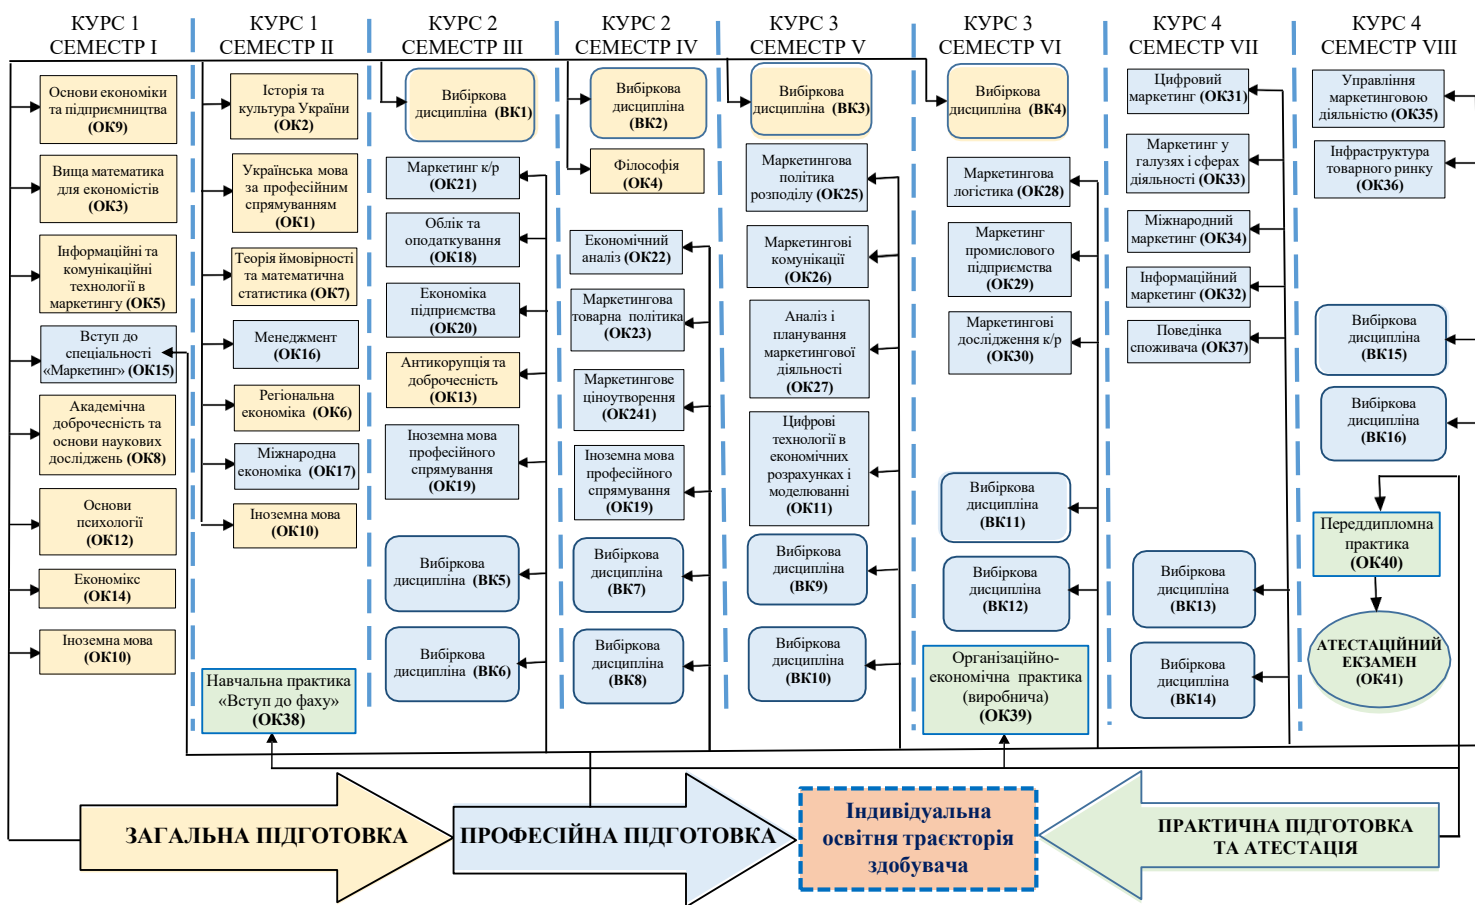 КУРС 1
СЕМЕСТР I
Основи економіки
та підприємництва
(ОК9)
Вища математика
для економістів
(ОК3)
Інформаційні та
комунікаційні
технології в
маркетингу (ОК5)
Вступ до
спеціальності
«Маркетинг» (ОК15)
Академічна
доброчесність та
основи наукових
досліджень (ОК8)
Основи
психології
(ОК12)
Економікс
(ОК14)
Іноземна мова
(ОК10)
КУРС 1
СЕМЕСТР II
Історія та
культура України
(ОК2)
Українська мова
за професійним
спрямуванням
(ОК1)
Теорія ймовірності
та математична
статистика (ОК7)
Менеджмент
(ОК16)
Регіональна
економіка (ОК6)
Міжнародна
економіка (ОК17)
Іноземна мова
(ОК10)
Навчальна практика
«Вступ до фаху»
(ОК38)
КУРС 2
СЕМЕСТР III
Вибіркова
дисципліна (ВК1)
Маркетинг к/р
(ОК21)
Облік та
оподаткування
(ОК18)
Економіка
підприємства
(ОК20)
Антикорупція та
доброчесність
(ОК13)
Іноземна мова
професійного
спрямування
(ОК19)
Вибіркова
дисципліна (ВК5)
Вибіркова
дисципліна (ВК6)
КУРС 2
СЕМЕСТР IV
Вибіркова
дисципліна
(ВК2)
Філософія
(ОК4)
Економічний
аналіз (ОК22)
Маркетингова
товарна політика
(ОК23)
Маркетингове
ціноутворення
(ОК241)
Іноземна мова
професійного
спрямування
(ОК19)
Вибіркова
дисципліна
(ВК7)
Вибіркова
дисципліна
(ВК8)
КУРС 3
СЕМЕСТР V
Вибіркова
дисципліна (ВК3)
Маркетингова
політика
розподілу (ОК25)
Маркетингові
комунікації
(ОК26)
Аналіз і
планування
маркетингової
діяльності
(ОК27)
Цифрові
технології в
економічних
розрахунках і
моделюванні
(ОК11)
Вибіркова
дисципліна
(ВК9)
Вибіркова
дисципліна
(ВК10)
КУРС 3
СЕМЕСТР VI
Вибіркова
дисципліна (ВК4)
Маркетингова
логістика (ОК28)
Маркетинг
промислового
підприємства
(ОК29)
Маркетингові
дослідження к/р
(ОК30)
Вибіркова
дисципліна
(ВК11)
Вибіркова
дисципліна
(ВК12)
Організаційно-
економічна практика
(виробнича)
(ОК39)
КУРС 4
СЕМЕСТР VII
Цифровий
маркетинг (ОК31)
Маркетинг у
галузях і сферах
діяльності (ОК33)
Міжнародний
маркетинг (ОК34)
Інформаційний
маркетинг (ОК32)
Поведінка
споживача (ОК37)
Вибіркова
дисципліна
(ВК13)
Вибіркова
дисципліна
(ВК14)
КУРС 4
СЕМЕСТР VIII
Управління
маркетинговою
діяльністю (ОК35)
Інфраструктура
товарного ринку
(ОК36)
Вибіркова
дисципліна
(ВК15)
Вибіркова
дисципліна
(ВК16)
Переддипломна
практика
(ОК40)
АТЕСТАЦІЙНИЙ
ЕКЗАМЕН
(ОК41)
ЗАГАЛЬНА ПІДГОТОВКА
ПРОФЕСІЙНА ПІДГОТОВКА
Індивідуальна
освітня траєкторія
здобувача
ПРАКТИЧНА ПІДГОТОВКА
ТА АТЕСТАЦІЯ